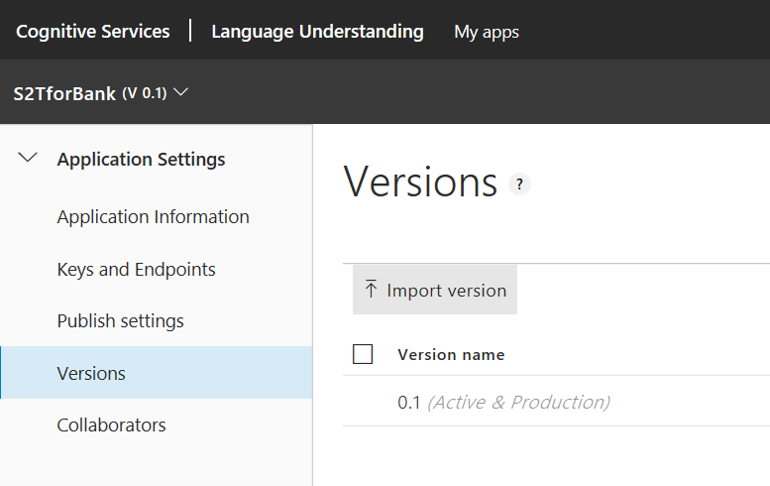 Cognitive Services | Language Understanding My apps
S2TforBank (V 0.1)
Application Settings
Application Information
Keys and Endpoints
Publish settings
Versions
Collaborators
Versions ?
Import version
Version name
0.1 (Active & Production)